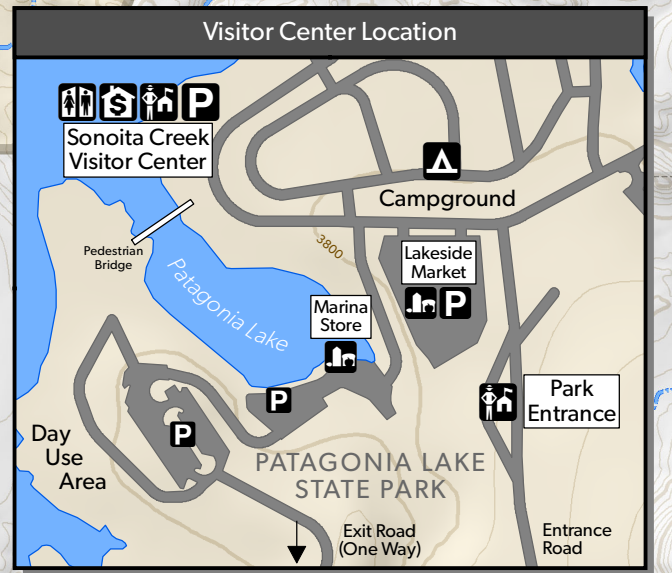 Visitor Center Location
P
Sonoita Creek
Visitor Center
Campground
Pedestrian
Bridge
3800
Patagonia Lake
Lakeside
Market
P
Marina
Store
P
Park
Entrance
P
Day
Use
Area
PATAGONIA LAKE
STATE PARK
Exit Road
(One Way)
Entrance
Road